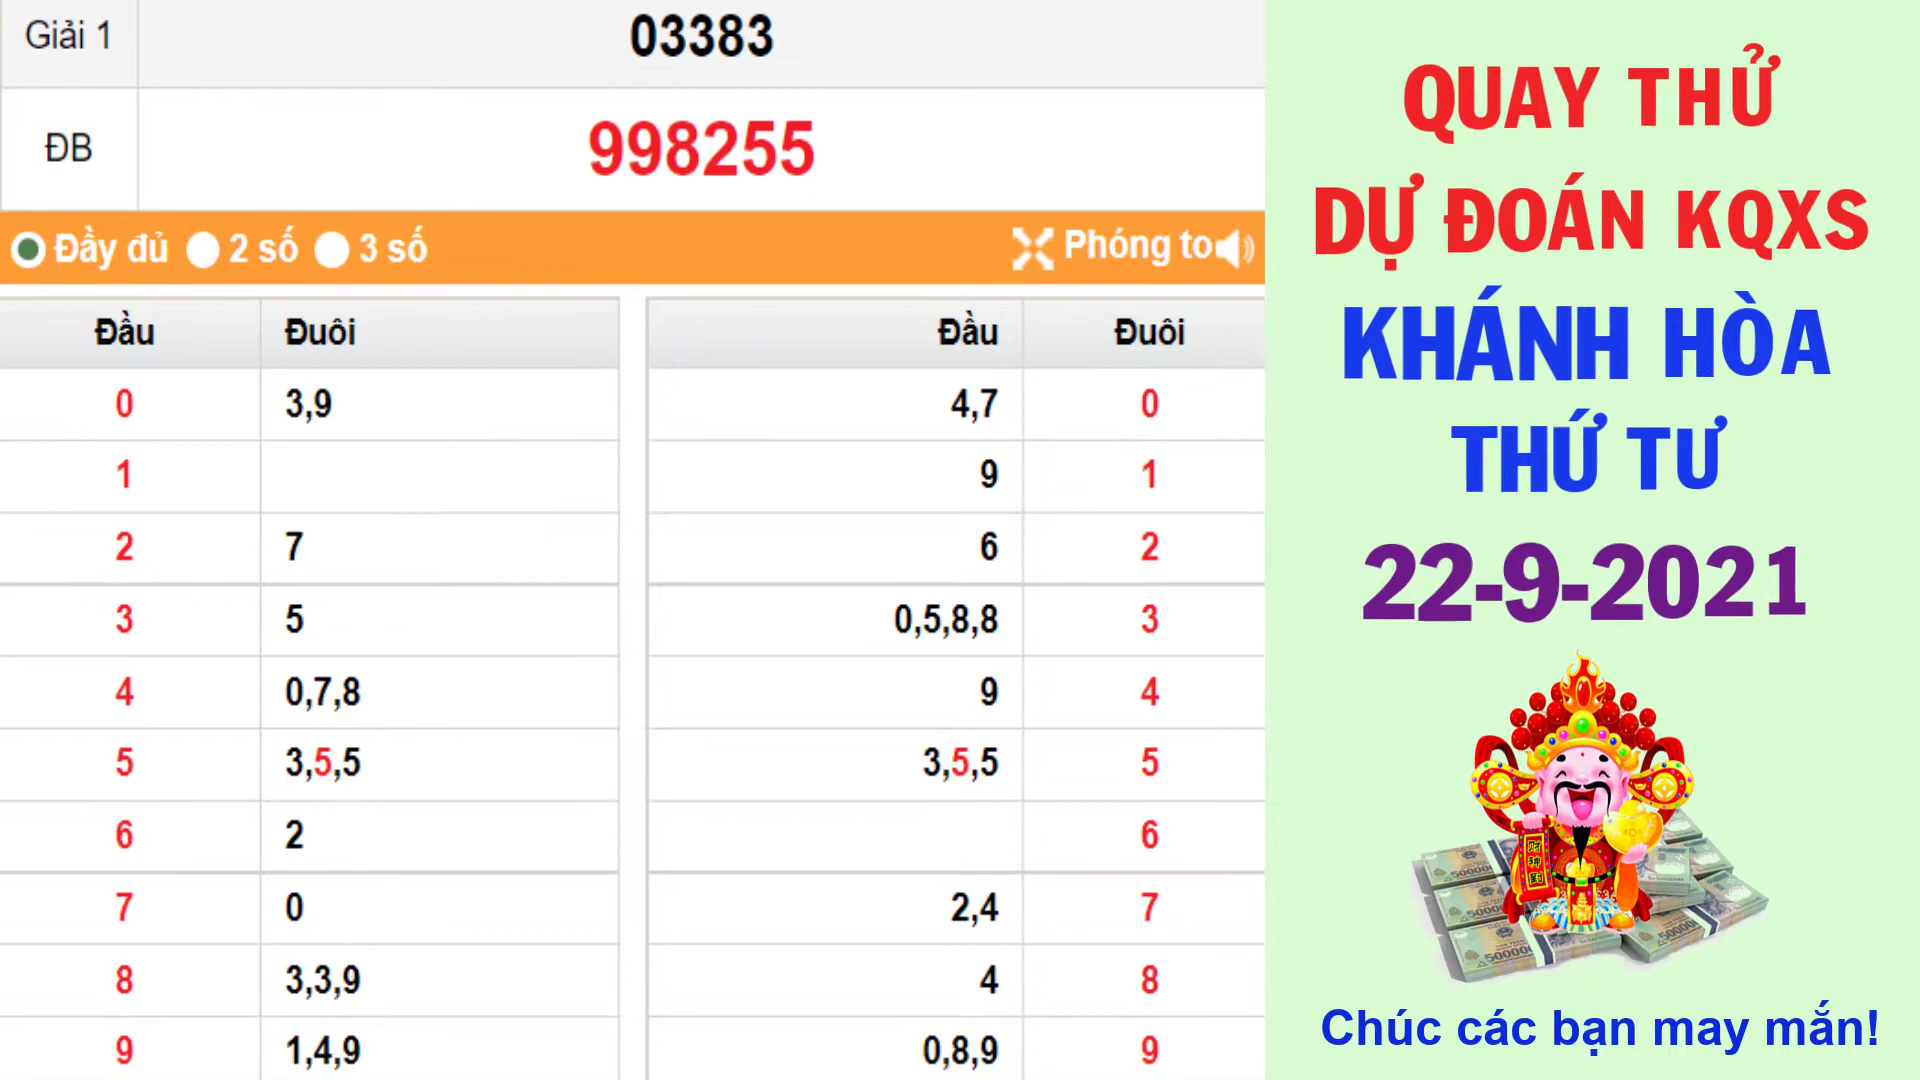 Giải 1 03383
ĐB 998255
Đầy đủ 2 số 3 số Phóng to
Đầu Đuôi Đầu Đuôi
0 3,9 4,7 0
1 9 1
2 7 6 2
3 5 0,5,8,8 3
4 0,7,8 9 4
5 3,5,5 3,5,5 5
6 2 6
7 0 2,4 7
8 3,3,9 4 8
9 1,4,9 0,8,9 9
QUAY THỬ
DỰ ĐOÁN KQXS
KHÁNH HÒA
THỨ TƯ
22-9-2021
财神到
Chúc các bạn may mắn!